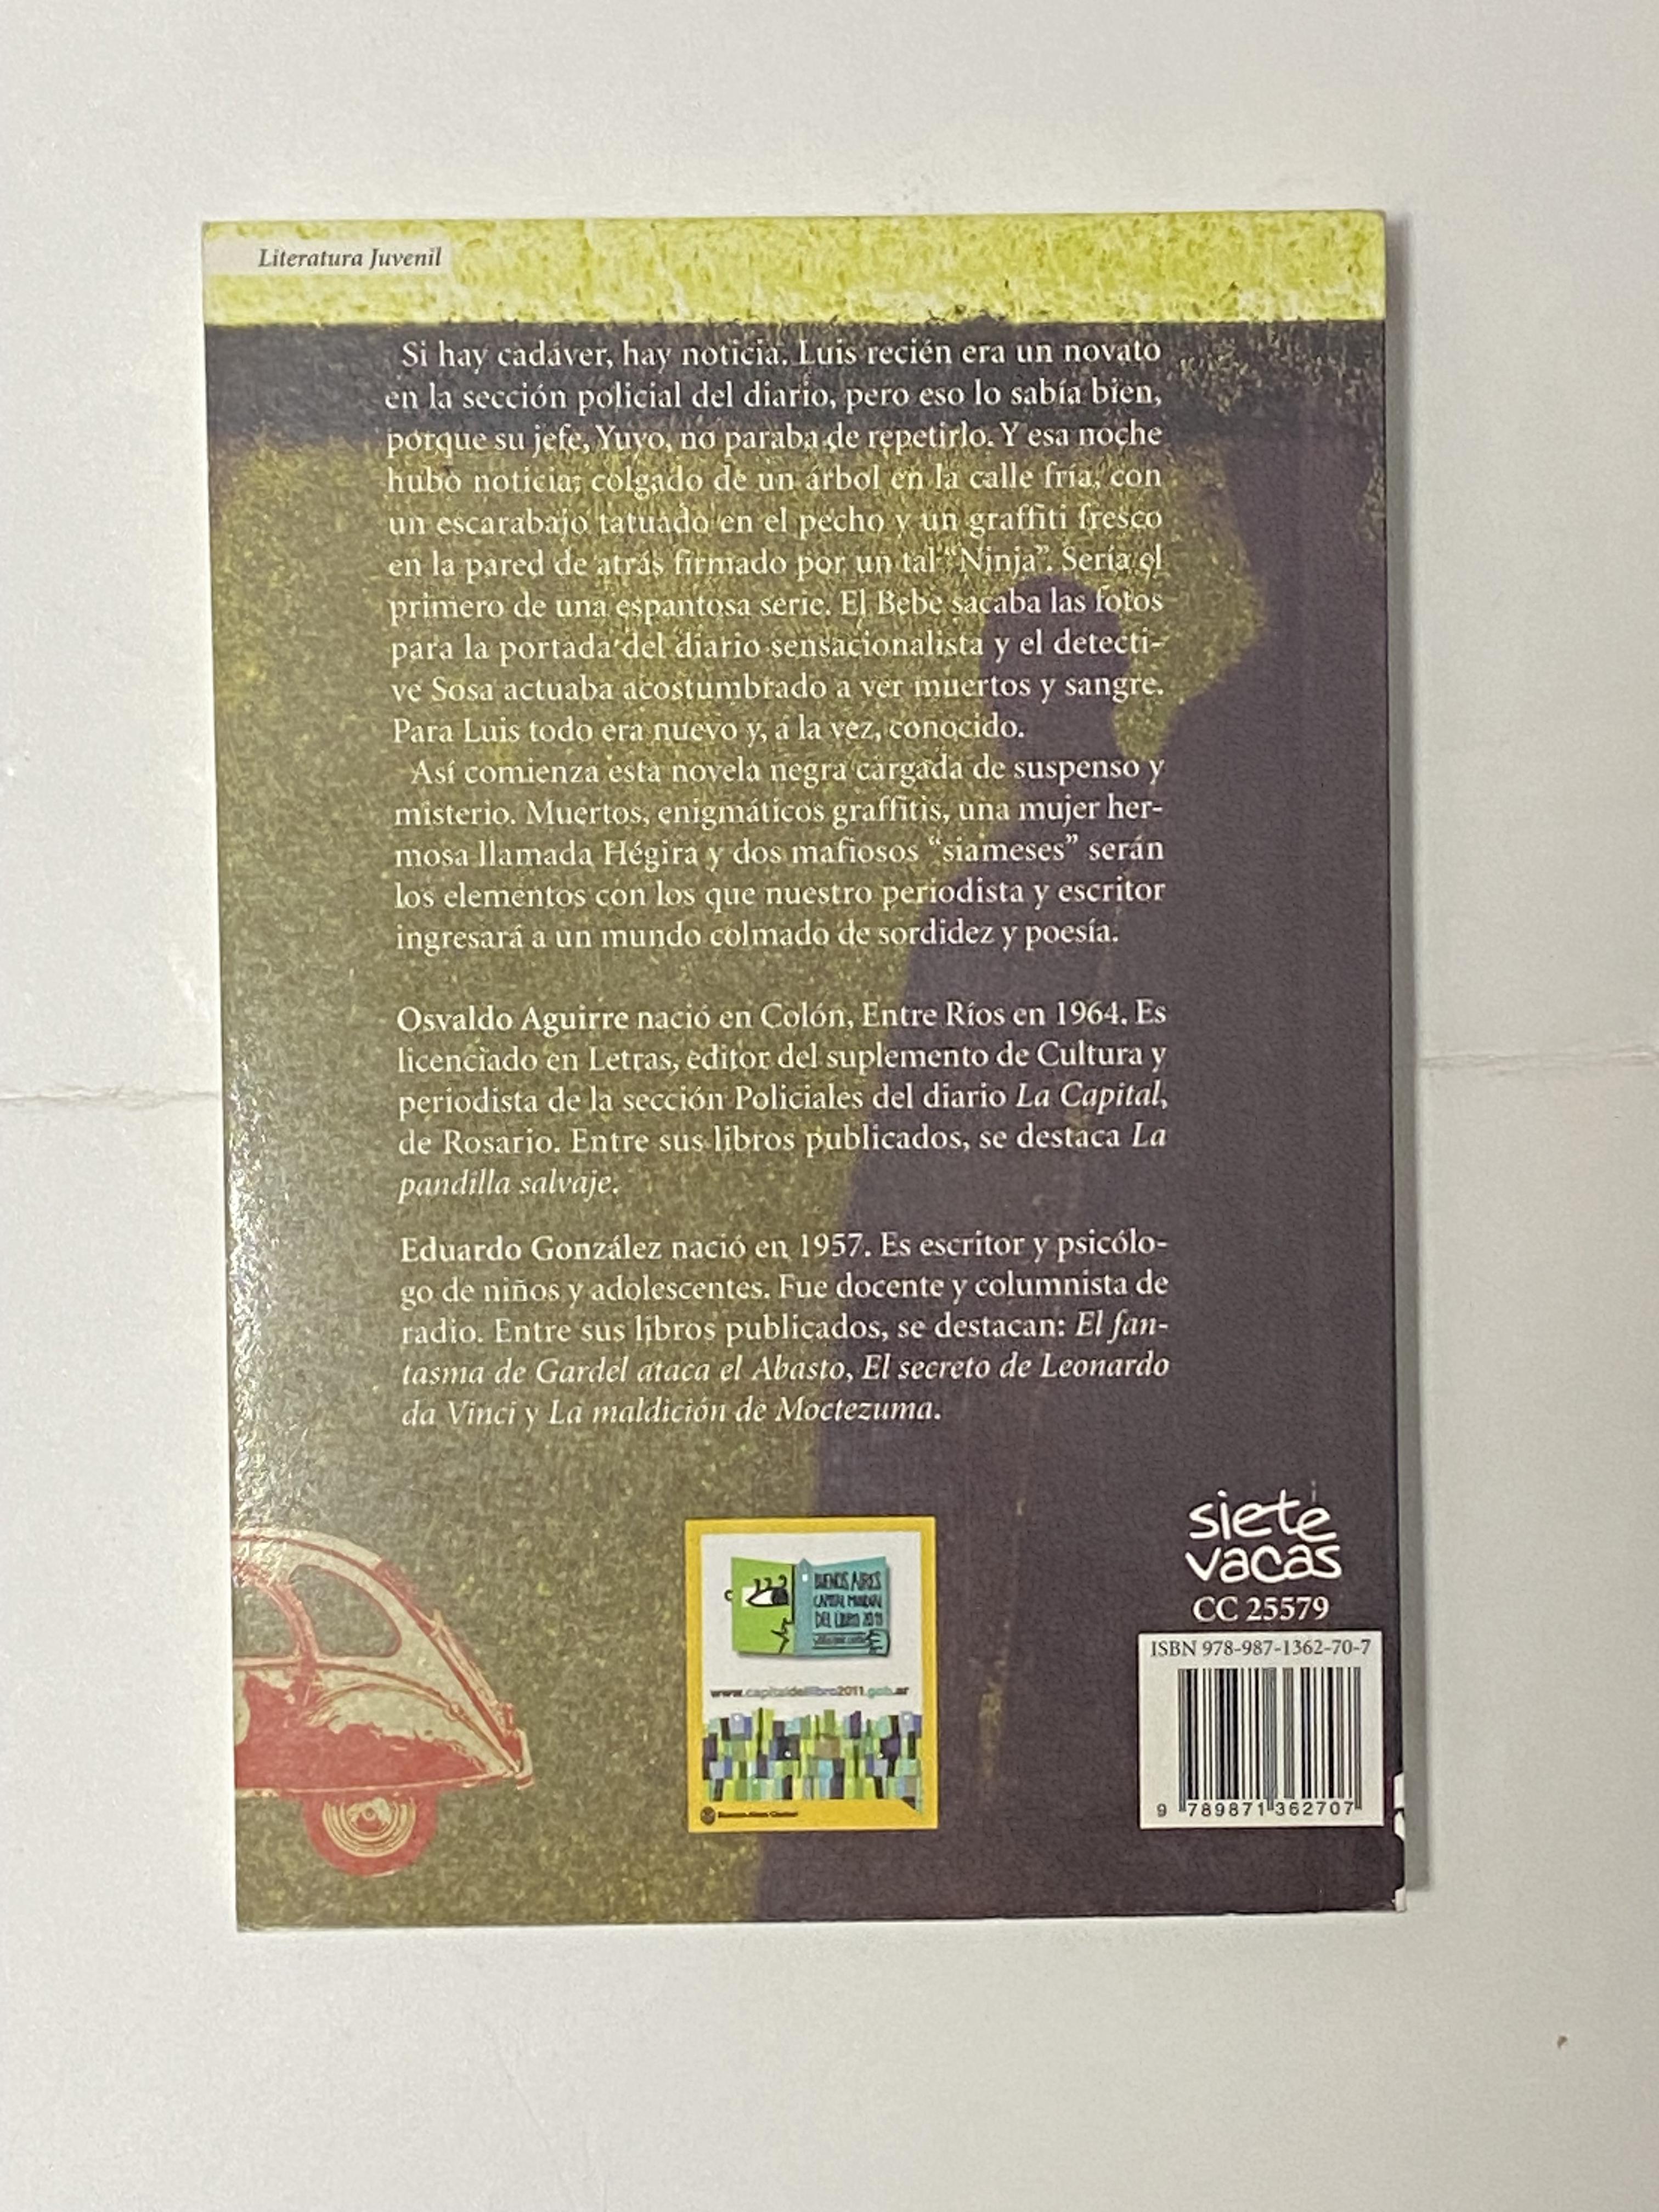 Literatura Juvenil
Si hay cadáver, hay noticia. Luis recién era un novato
en la sección policial del diario, pero eso lo sabía bien,
porque su jefe, Yuyo, no paraba de repetirlo. Y esa noche
hubo noticia: colgado de un árbol en la calle fría, con
un escarabajo tatuado en el pecho y un graffiti fresco
en la pared de atrás firmado por un tal “Ninja”. Sería el
primero de una espantosa serie. El Bebe sacaba las fotos
para la portada del diario sensacionalista y el detecti-
ve Sosa actuaba acostumbrado a ver muertos y sangre.
Para Luis todo era nuevo y, a la vez, conocido.
Así comienza esta novela negra cargada de suspenso y
misterio. Muertos, enigmáticos graffitis, una mujer her-
mosa llamada Hégira y dos mafiosos “siameses” serán
los elementos con los que nuestro periodista y escritor
ingresará a un mundo colmado de sordidez y poesía.
Osvaldo Aguirre nació en Colón, Entre Ríos en 1964. Es
licenciado en Letras, editor del suplemento de Cultura y
periodista de la sección Policiales del diario La Capital,
de Rosario. Entre sus libros publicados, se destaca La
pandilla salvaje.
Eduardo González nació en 1957. Es escritor y psicólo-
go de niños y adolescentes. Fue docente y columnista de
radio. Entre sus libros publicados, se destacan: El fan-
tasma de Gardel ataca el Abasto, El secreto de Leonardo
da Vinci y La maldición de Moctezuma.
siete
vacas
CC 25579
ISBN 978-987-1362-70-7
9 789871 362707
BUENOS AIRES
CAPITAL MUNDIAL
DEL LIBRO 2011
www.capitaldellibro2011.gob.ar
Buenos Aires Ciudad